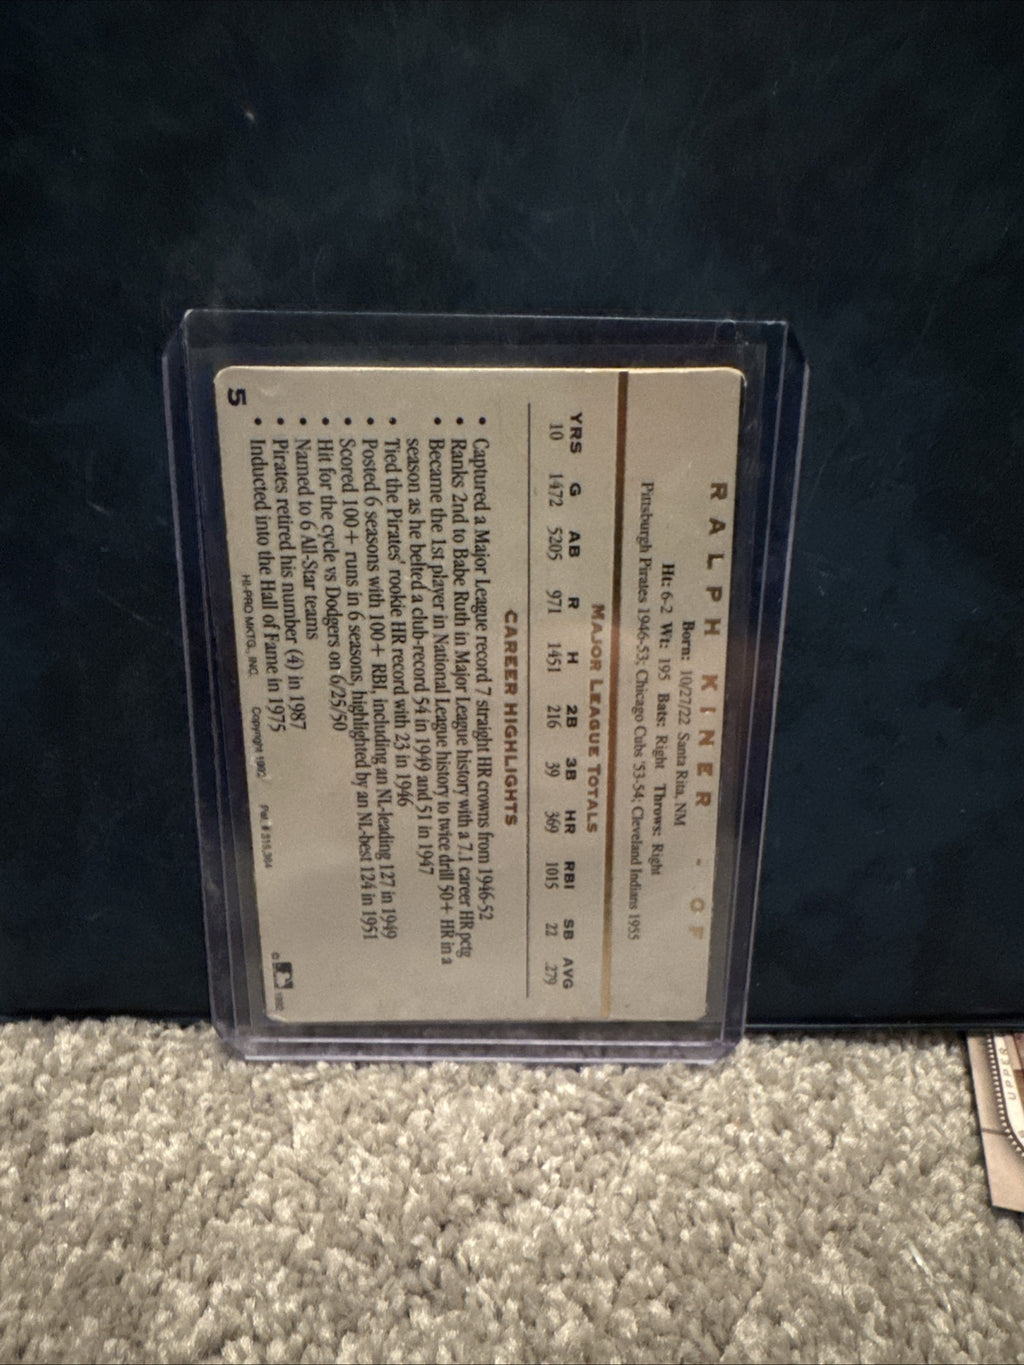 RALPH KINER - OF
Born: 10/27/22 Santa Rita, NM
Ht: 6-2 Wt: 195 Bats: Right Throws: Right
Pittsburgh Pirates 1946-53; Chicago Cubs '53-54; Cleveland Indians 1955
MAJOR LEAGUE TOTALS
YRS G AB R H 2B 3B HR RBI SB AVG
10 1472 5205 971 1451 216 39 369 1015 22 .279
CAREER HIGHLIGHTS
• Captured a Major League record 7 straight HR crowns from 1946-52
• Ranks 2nd to Babe Ruth in Major League history with a 7.1 career HR pctg
• Became the 1st player in National League history to twice drill 50+ HR in a
season as he belted a club-record 54 in 1949 and 51 in 1947
• Tied the Pirates' rookie HR record with 23 in 1946
• Posted 6 seasons with 100+ RBI, including an NL-leading 127 in 1949
• Scored 100+ runs in 6 seasons, highlighted by an NL-best 124 in 1951
• Hit for the cycle vs Dodgers on 6/25/50
• Named to 6 All-Star teams
• Pirates retired his number (4) in 1987
• Inducted into the Hall of Fame in 1975
5
HI-PRO MKTG., INC. Copyright 1992 Pat #
© 1992
UPPER